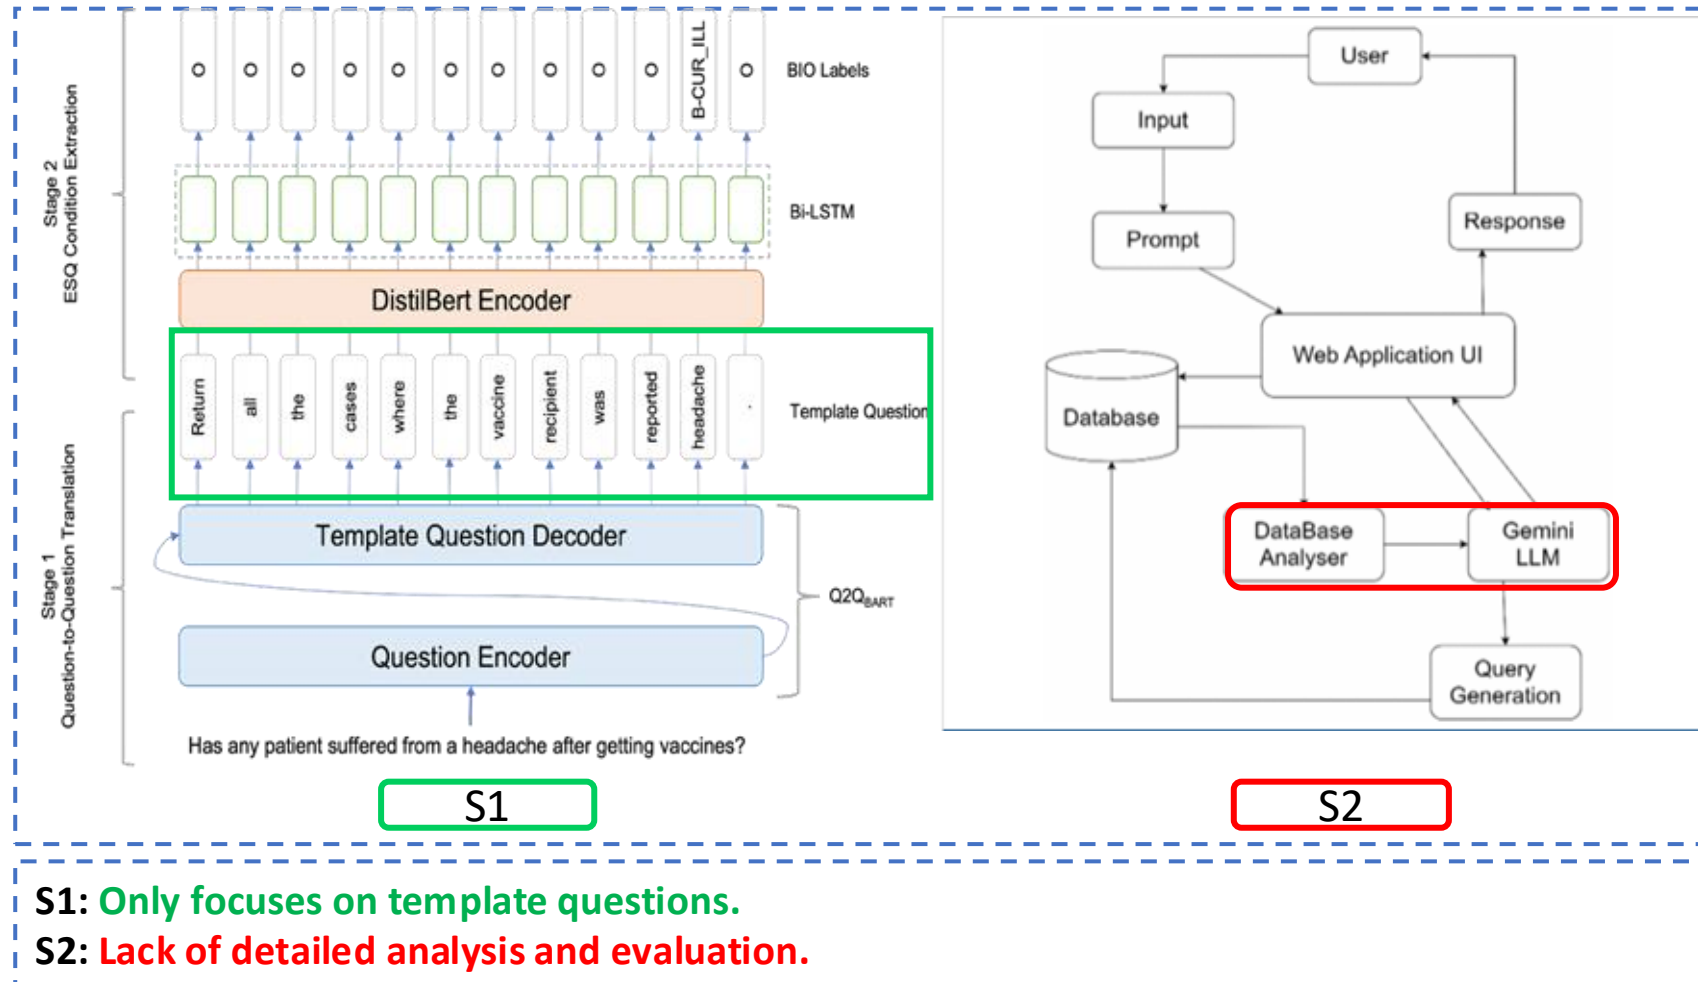 Stage 2
ESQ Condition Extraction
O O O O O O O O O O B-CUR_ILL O
BIO Labels
Bi-LSTM
DistilBert Encoder
Return all the cases where the vaccine recipient was reported headache .
Template Question
Stage 1
Question-to-Question Translation
Template Question Decoder
Q2QBART
Question Encoder
Has any patient suffered from a headache after getting vaccines?
S1
User
Input
Prompt
Response
Web Application UI
Database
DataBase
Analyser
Gemini
LLM
Query
Generation
S2
S1: Only focuses on template questions.
S2: Lack of detailed analysis and evaluation.